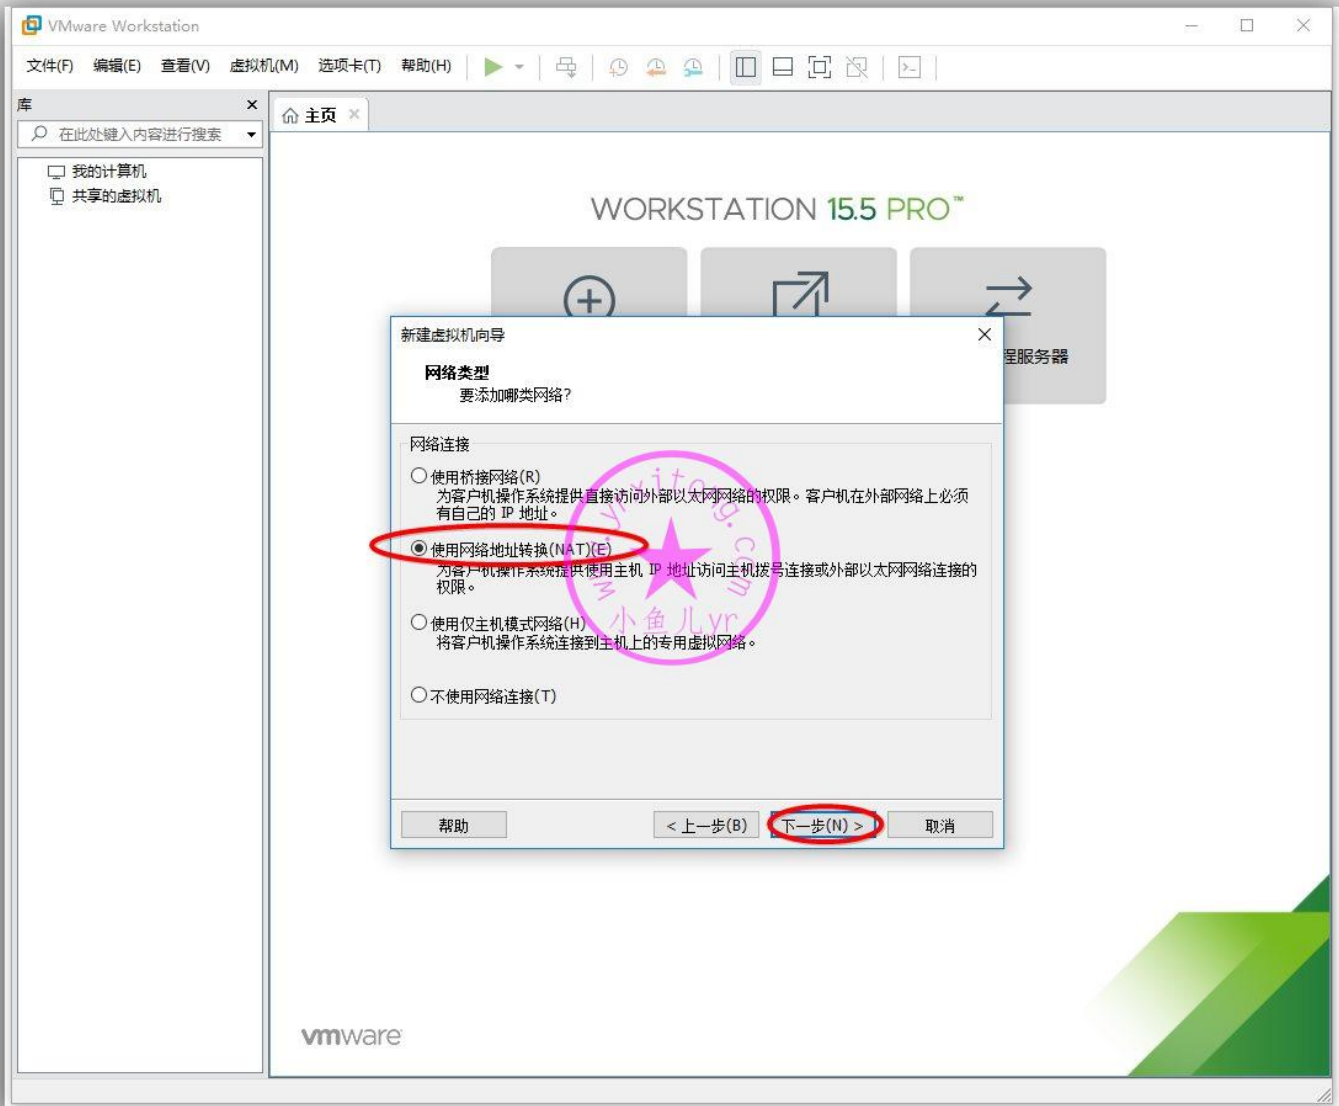 VMware Workstation
文件(F) 编辑(E) 查看(V) 虚拟机(M) 选项卡(T) 帮助(H)
库
主页
在此处键入内容进行搜索
我的计算机
共享的虚拟机
WORKSTATION 15.5 PRO™
程服务器
新建虚拟机向导
网络类型
要添加哪类网络?
网络连接
使用桥接网络(R)
为客户机操作系统提供直接访问外部以太网网络的权限。客户机在外部网络上必须
有自己的 IP 地址。
使用网络地址转换(NAT)(E)
为客户机操作系统提供使用主机 IP 地址访问主机拨号连接或外部以太网网络连接的
权限。
使用仅主机模式网络(H)
将客户机操作系统连接到主机上的专用虚拟网络。
不使用网络连接(T)
www.yrxitong.com
小鱼儿yr
帮助 < 上一步(B) 下一步(N) > 取消
vmware